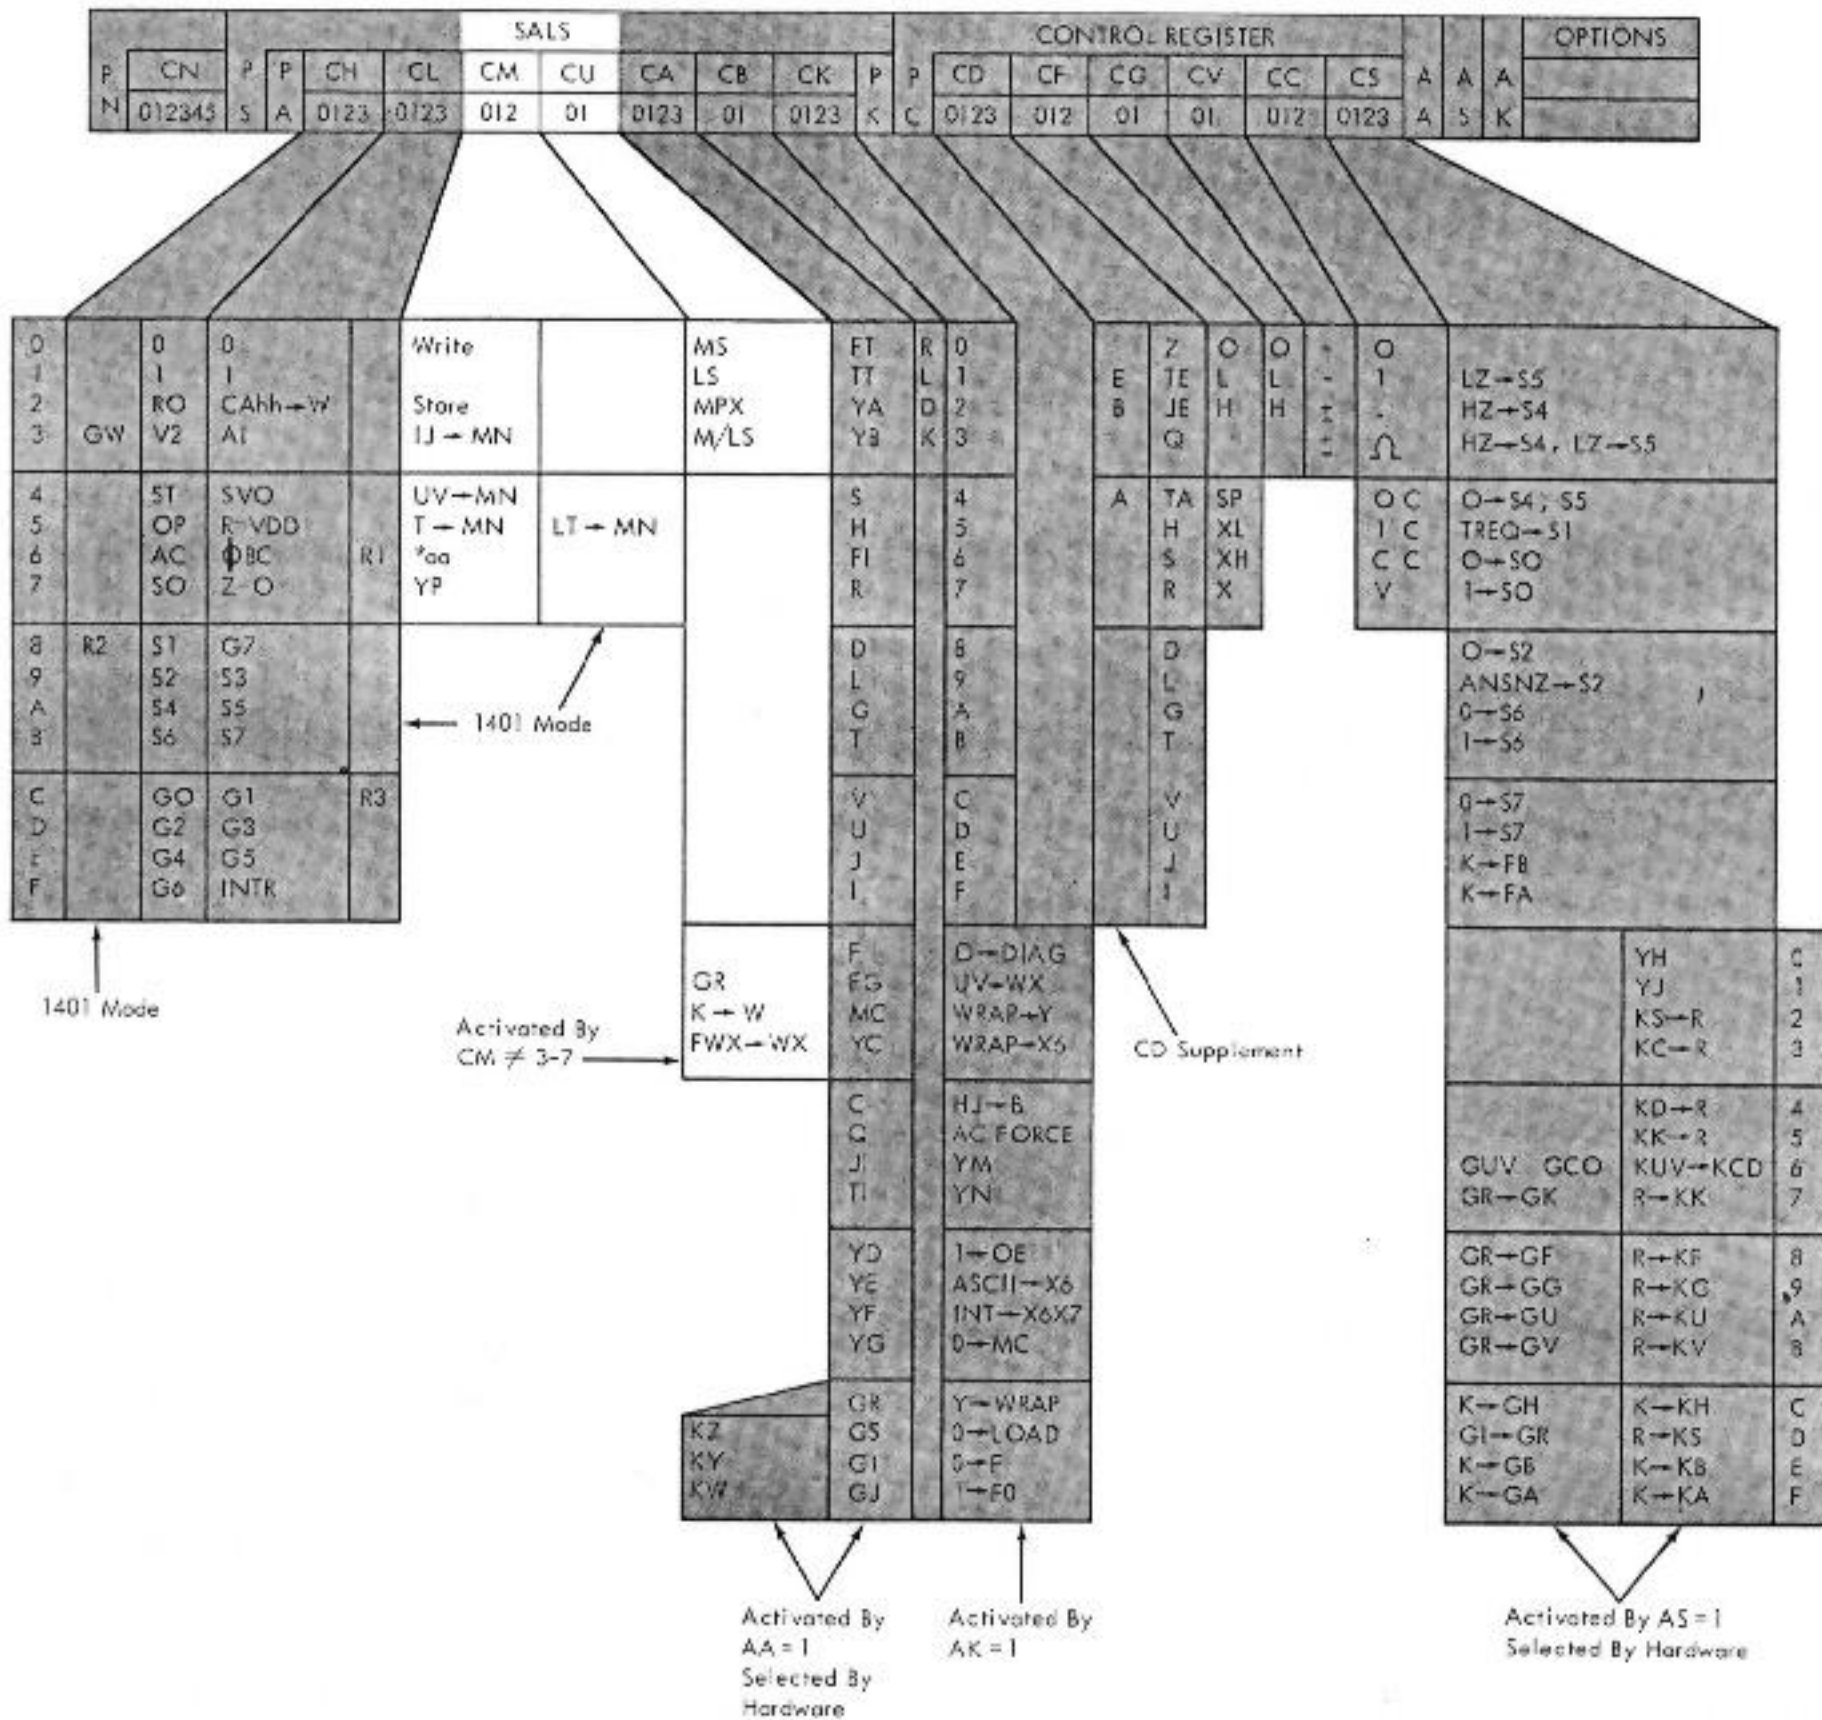 SALS CONTROL REGISTER OPTIONS
P N CN P S P A CH CL CM CU CA CB CK P K P C CD CF CG CV CC CS A A A S A K
012345 0123 0123 012 01 0123 01 0123 0123 012 01 01 012 0123
0 0 0 Write MS FT R 0 Z O O + O
1 1 1 LS TT L 1 E TE L L - 1 LZ→S5
2 RO CAhh→W Store MPX YA D 2 B JE H H HZ→S4
3 GW V2 AI IJ→MN M/LS YB K 3 Q Ω HZ→S4, LZ→S5
4 ST SVO UV→MN S 4 A TA SP O C O→S4, S5
5 OP R-VDD T→MN LT→MN H 5 H XL 1 C TREQ→S1
6 AC OBC R1 *aa FI 6 S XH C C O→SO
7 SO Z-O YP R 7 R X V 1→SO
8 R2 S1 G7 D 8 D O→S2
9 S2 S3 L 9 L ANSNZ→S2
A S4 S5 G A G 0→S6
B S6 S7 1401 Mode T B T 1→S6
C GO G1 R3 V C V 0→S7
D G2 G3 U D U 1→S7
E G4 G5 J E J K→FB
F G6 INTR I F I K→FA
1401 Mode
F O→DIAG YH 0
GR FG UV→WX YJ 1
K→W MC WRAP→Y KS→R 2
FWX→WX YC WRAP→X6 KC→R 3
Activated By
CM ≠ 3-7
CD Supplement
C HJ→B KD→R 4
Q AC FORCE KK→R 5
JI YM GUV GCO KUV→KCD 6
TI YN GR→GK R→KK 7
YD 1→OE GR→GF R→KF 8
YE ASCII→X6 GR→GG R→KG 9
YF INT→X6X7 GR→GU R→KU A
YG 0→MC GR→GV R→KV B
GR Y→WRAP K→GH K→KH C
KZ GS 0→LOAD GI→GR R→KS D
KY GI 0→F K→GB K→KB E
KW GJ 1→F0 K→GA K→KA F
Activated By
AA = 1
Selected By
Hardware
Activated By
AK = 1
Activated By AS = 1
Selected By Hardware